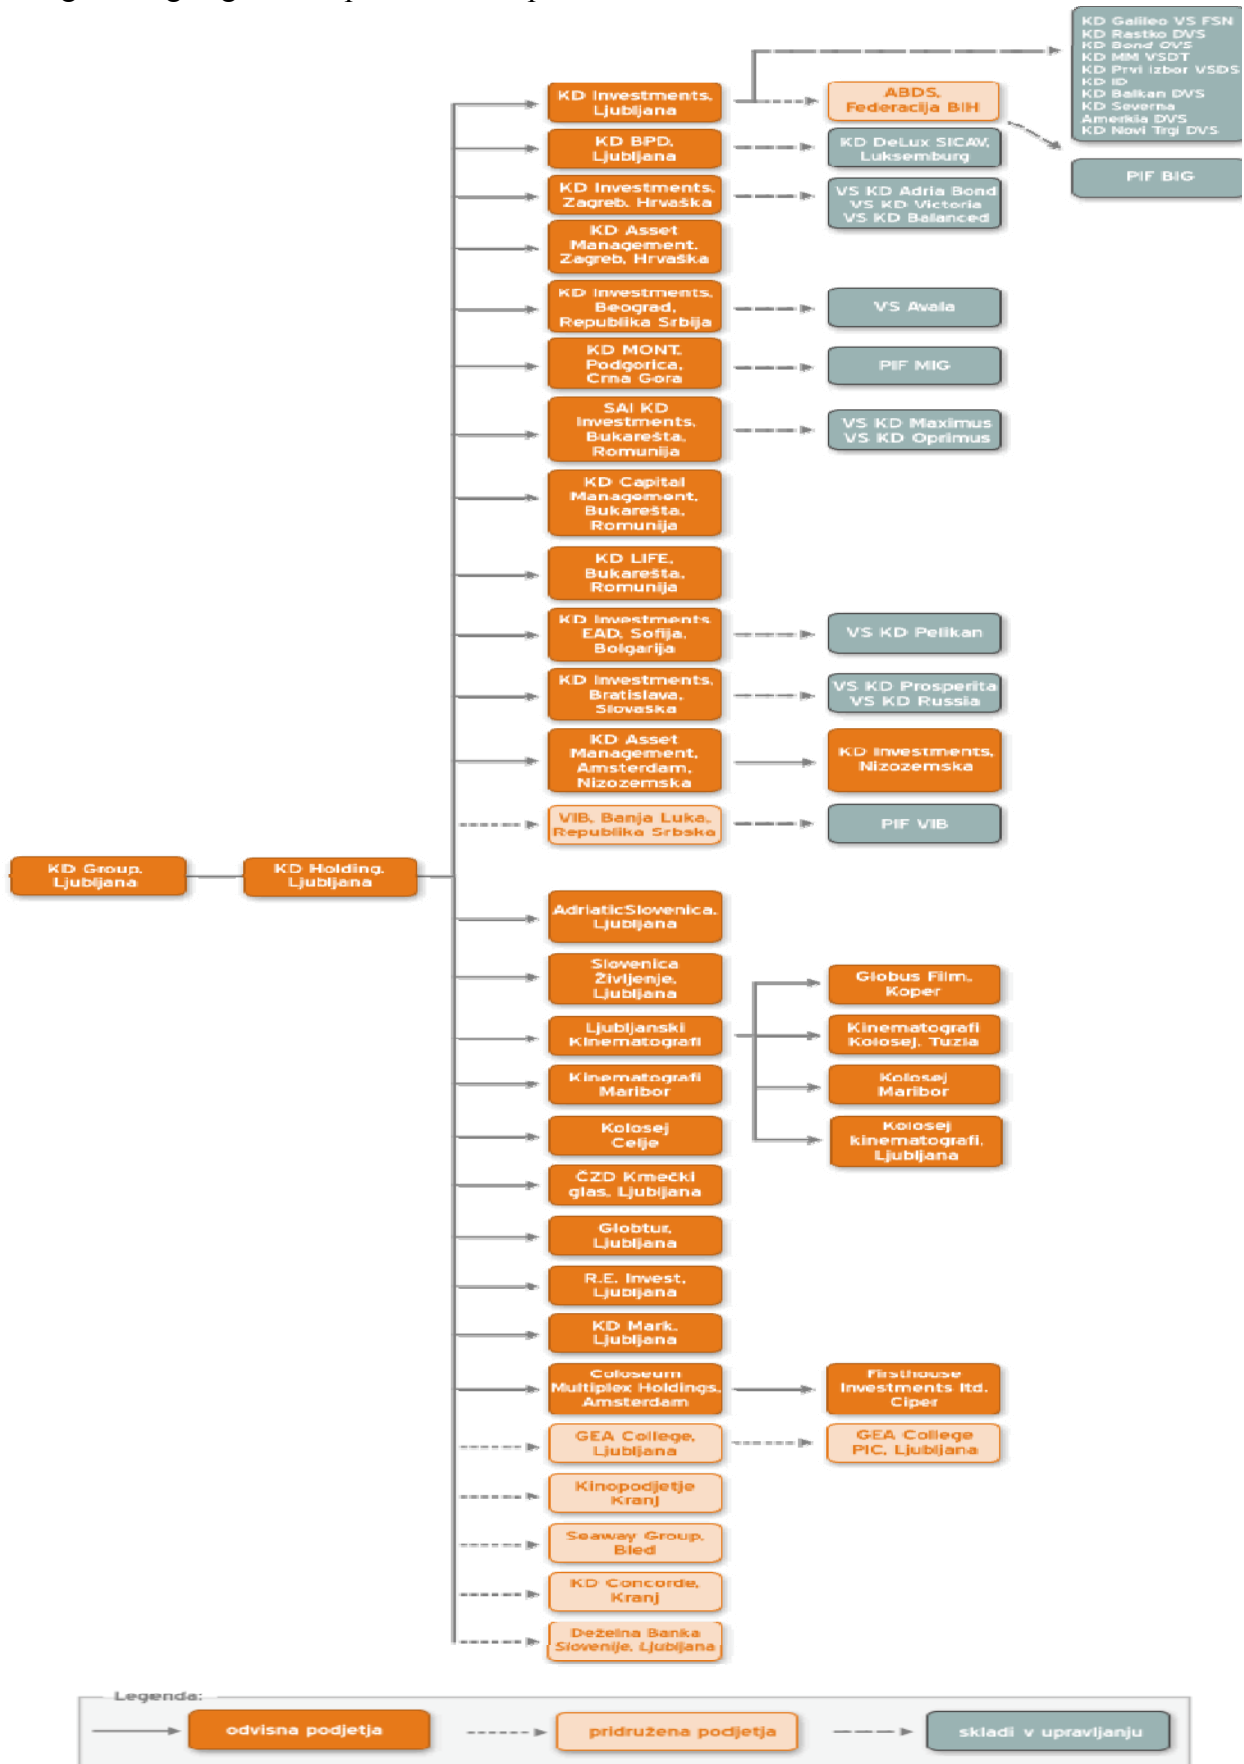 KD Galileo VS FSN
KD Rastko DVS
KD Bond OVS
KD MM VSDT
KD Prvi izbor VSDS
KD ID
KD Balkan DVS
KD Severna
Amerkia DVS
KD Novi Trgi DVS
KD Investments,
Ljubljana
ABDS,
Federacija BIH
PIF BIG
KD BPD,
Ljubljana
KD DeLux SICAV,
Luksemburg
KD Investments,
Zagreb, Hrvaška
VS KD Adria Bond
VS KD Victoria
VS KD Balanced
KD Asset
Management,
Zagreb, Hrvaška
KD Investments,
Beograd,
Republika Srbija
VS Avala
KD MONT,
Podgorica,
Crna Gora
PIF MIG
SAI KD
Investments,
Bukarešta,
Romunija
VS KD Maximus
VS KD Oprimus
KD Capital
Management,
Bukarešta,
Romunija
KD LIFE,
Bukarešta,
Romunija
KD Investments
EAD, Sofija,
Bolgarija
VS KD Pelikan
KD Investments,
Bratislava,
Slovaška
VS KD Prosperita
VS KD Russia
KD Asset
Management,
Amsterdam,
Nizozemska
KD Investments,
Nizozemska
VIB, Banja Luka,
Republika Srbska
PIF VIB
KD Group,
Ljubljana
KD Holding,
Ljubljana
AdriaticSlovenica,
Ljubljana
Slovenica
Življenje,
Ljubljana
Globus Film,
Koper
Ljubljanski
Kinematografi
Kinematografi
Kolosej, Tuzla
Kinematografi
Maribor
Kolosej
Maribor
Kolosej
Celje
Kolosej
kinematografi,
Ljubljana
ČZD Kmečki
glas, Ljubljana
Globtur,
Ljubljana
R.E. Invest,
Ljubljana
KD Mark,
Ljubljana
Coloseum
Multiplex Holdings,
Amsterdam
Firsthouse
Investments ltd.
Ciper
GEA College,
Ljubljana
GEA College
PIC, Ljubljana
Kinopodjetje
Kranj
Seaway Group,
Bled
KD Concorde,
Kranj
Deželna Banka
Slovenije, Ljubljana
Legenda:
odvisna podjetja
pridružena podjetja
skladi v upravljanju